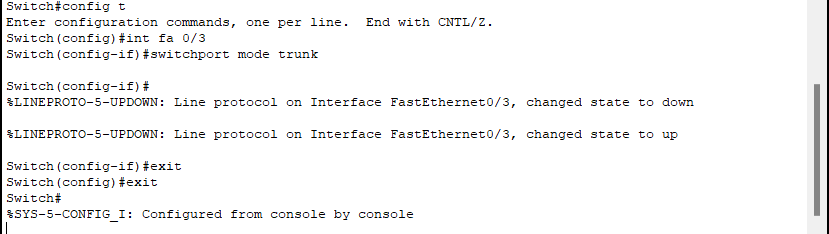 Switch#config t
Enter configuration commands, one per line.  End with CNTL/Z.
Switch(config)#int fa 0/3
Switch(config-if)#switchport mode trunk
Switch(config-if)#
%LINEPROTO-5-UPDOWN: Line protocol on Interface FastEthernet0/3, changed state to down
%LINEPROTO-5-UPDOWN: Line protocol on Interface FastEthernet0/3, changed state to up
Switch(config-if)#exit
Switch(config)#exit
Switch#
%SYS-5-CONFIG_I: Configured from console by console